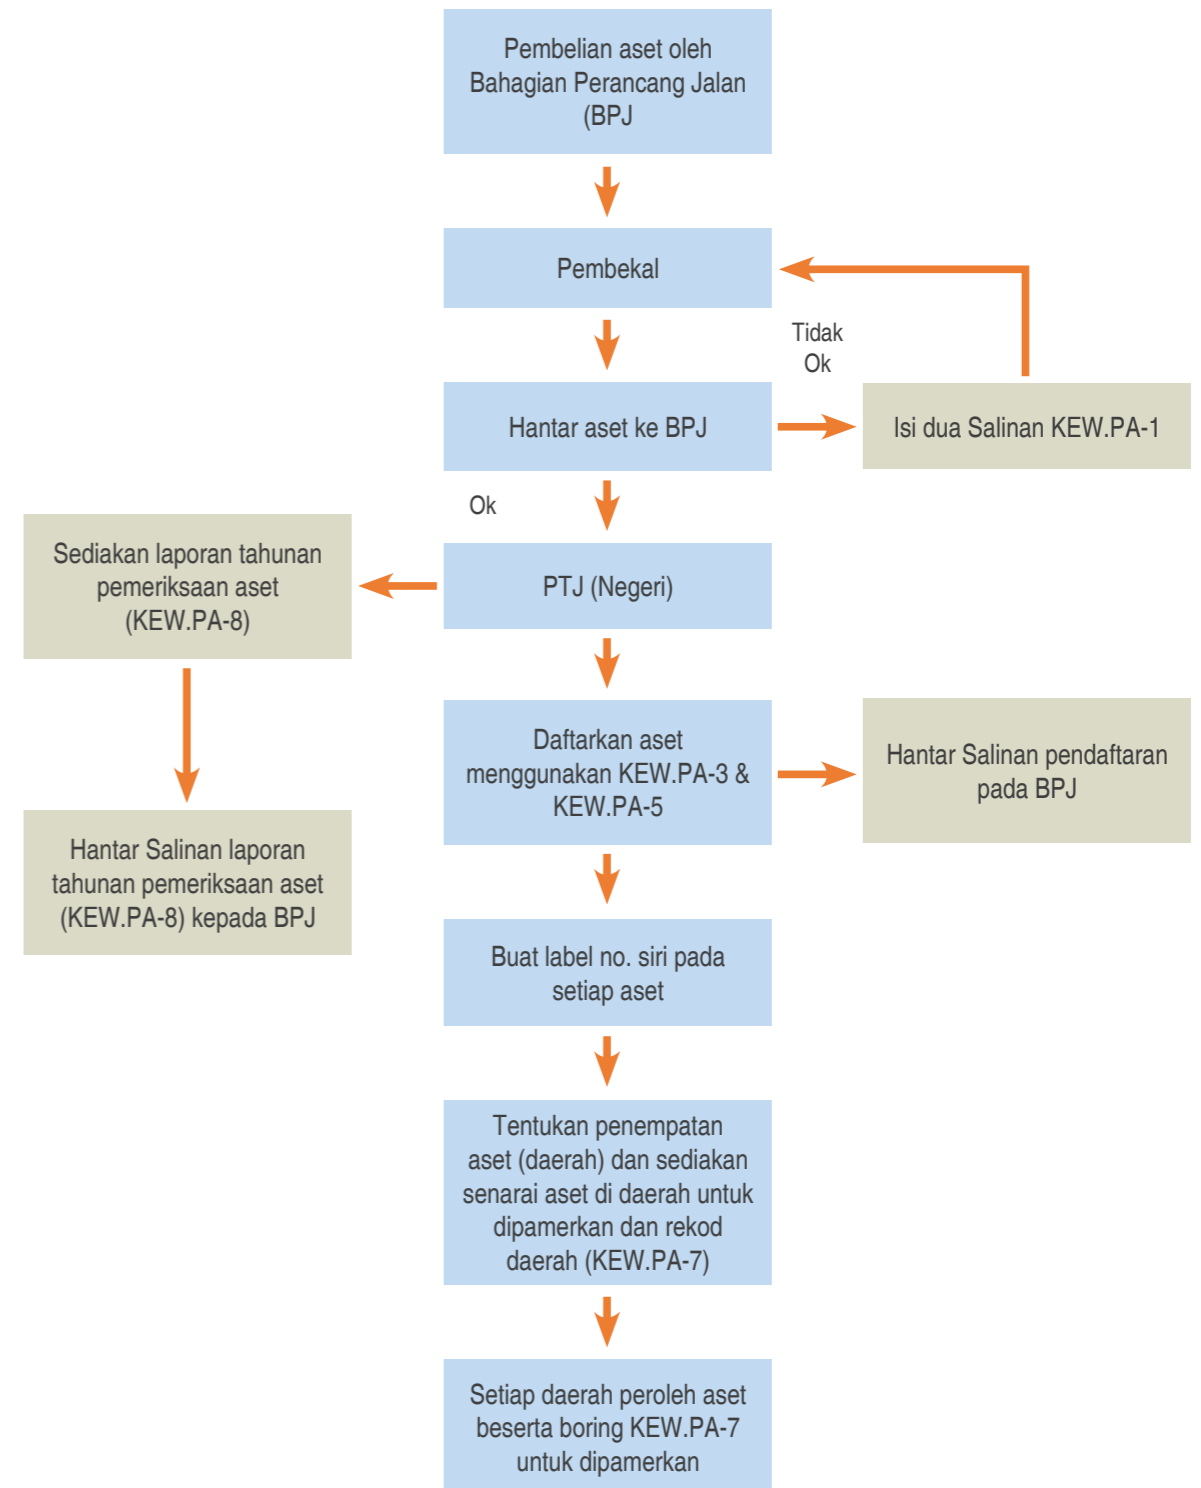 Pembelian aset oleh
Bahagian Perancang Jalan
(BPJ
Pembekal
Tidak
Ok
Hantar aset ke BPJ
Isi dua Salinan KEW.PA-1
Ok
Sediakan laporan tahunan
pemeriksaan aset
(KEW.PA-8)
PTJ (Negeri)
Daftarkan aset
menggunakan KEW.PA-3 &
KEW.PA-5
Hantar Salinan pendaftaran
pada BPJ
Hantar Salinan laporan
tahunan pemeriksaan aset
(KEW.PA-8) kepada BPJ
Buat label no. siri pada
setiap aset
Tentukan penempatan
aset (daerah) dan sediakan
senarai aset di daerah untuk
dipamerkan dan rekod
daerah (KEW.PA-7)
Setiap daerah peroleh aset
beserta boring KEW.PA-7
untuk dipamerkan